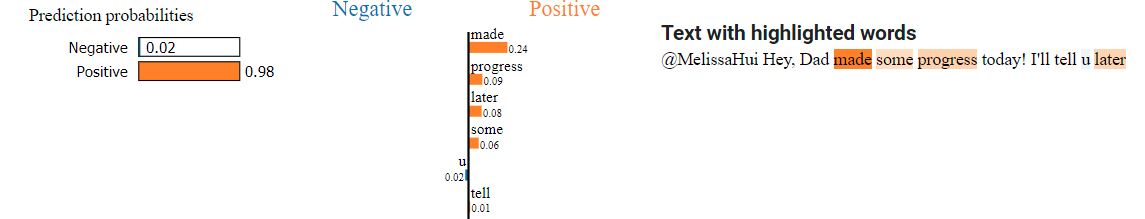 Prediction probabilities
Negative 0.02
Positive 0.98
Negative Positive
made
0.24
progress
0.09
later
0.08
some
0.06
u
0.02
tell
0.01
Text with highlighted words
@MelissaHui Hey, Dad made some progress today! I'll tell u later